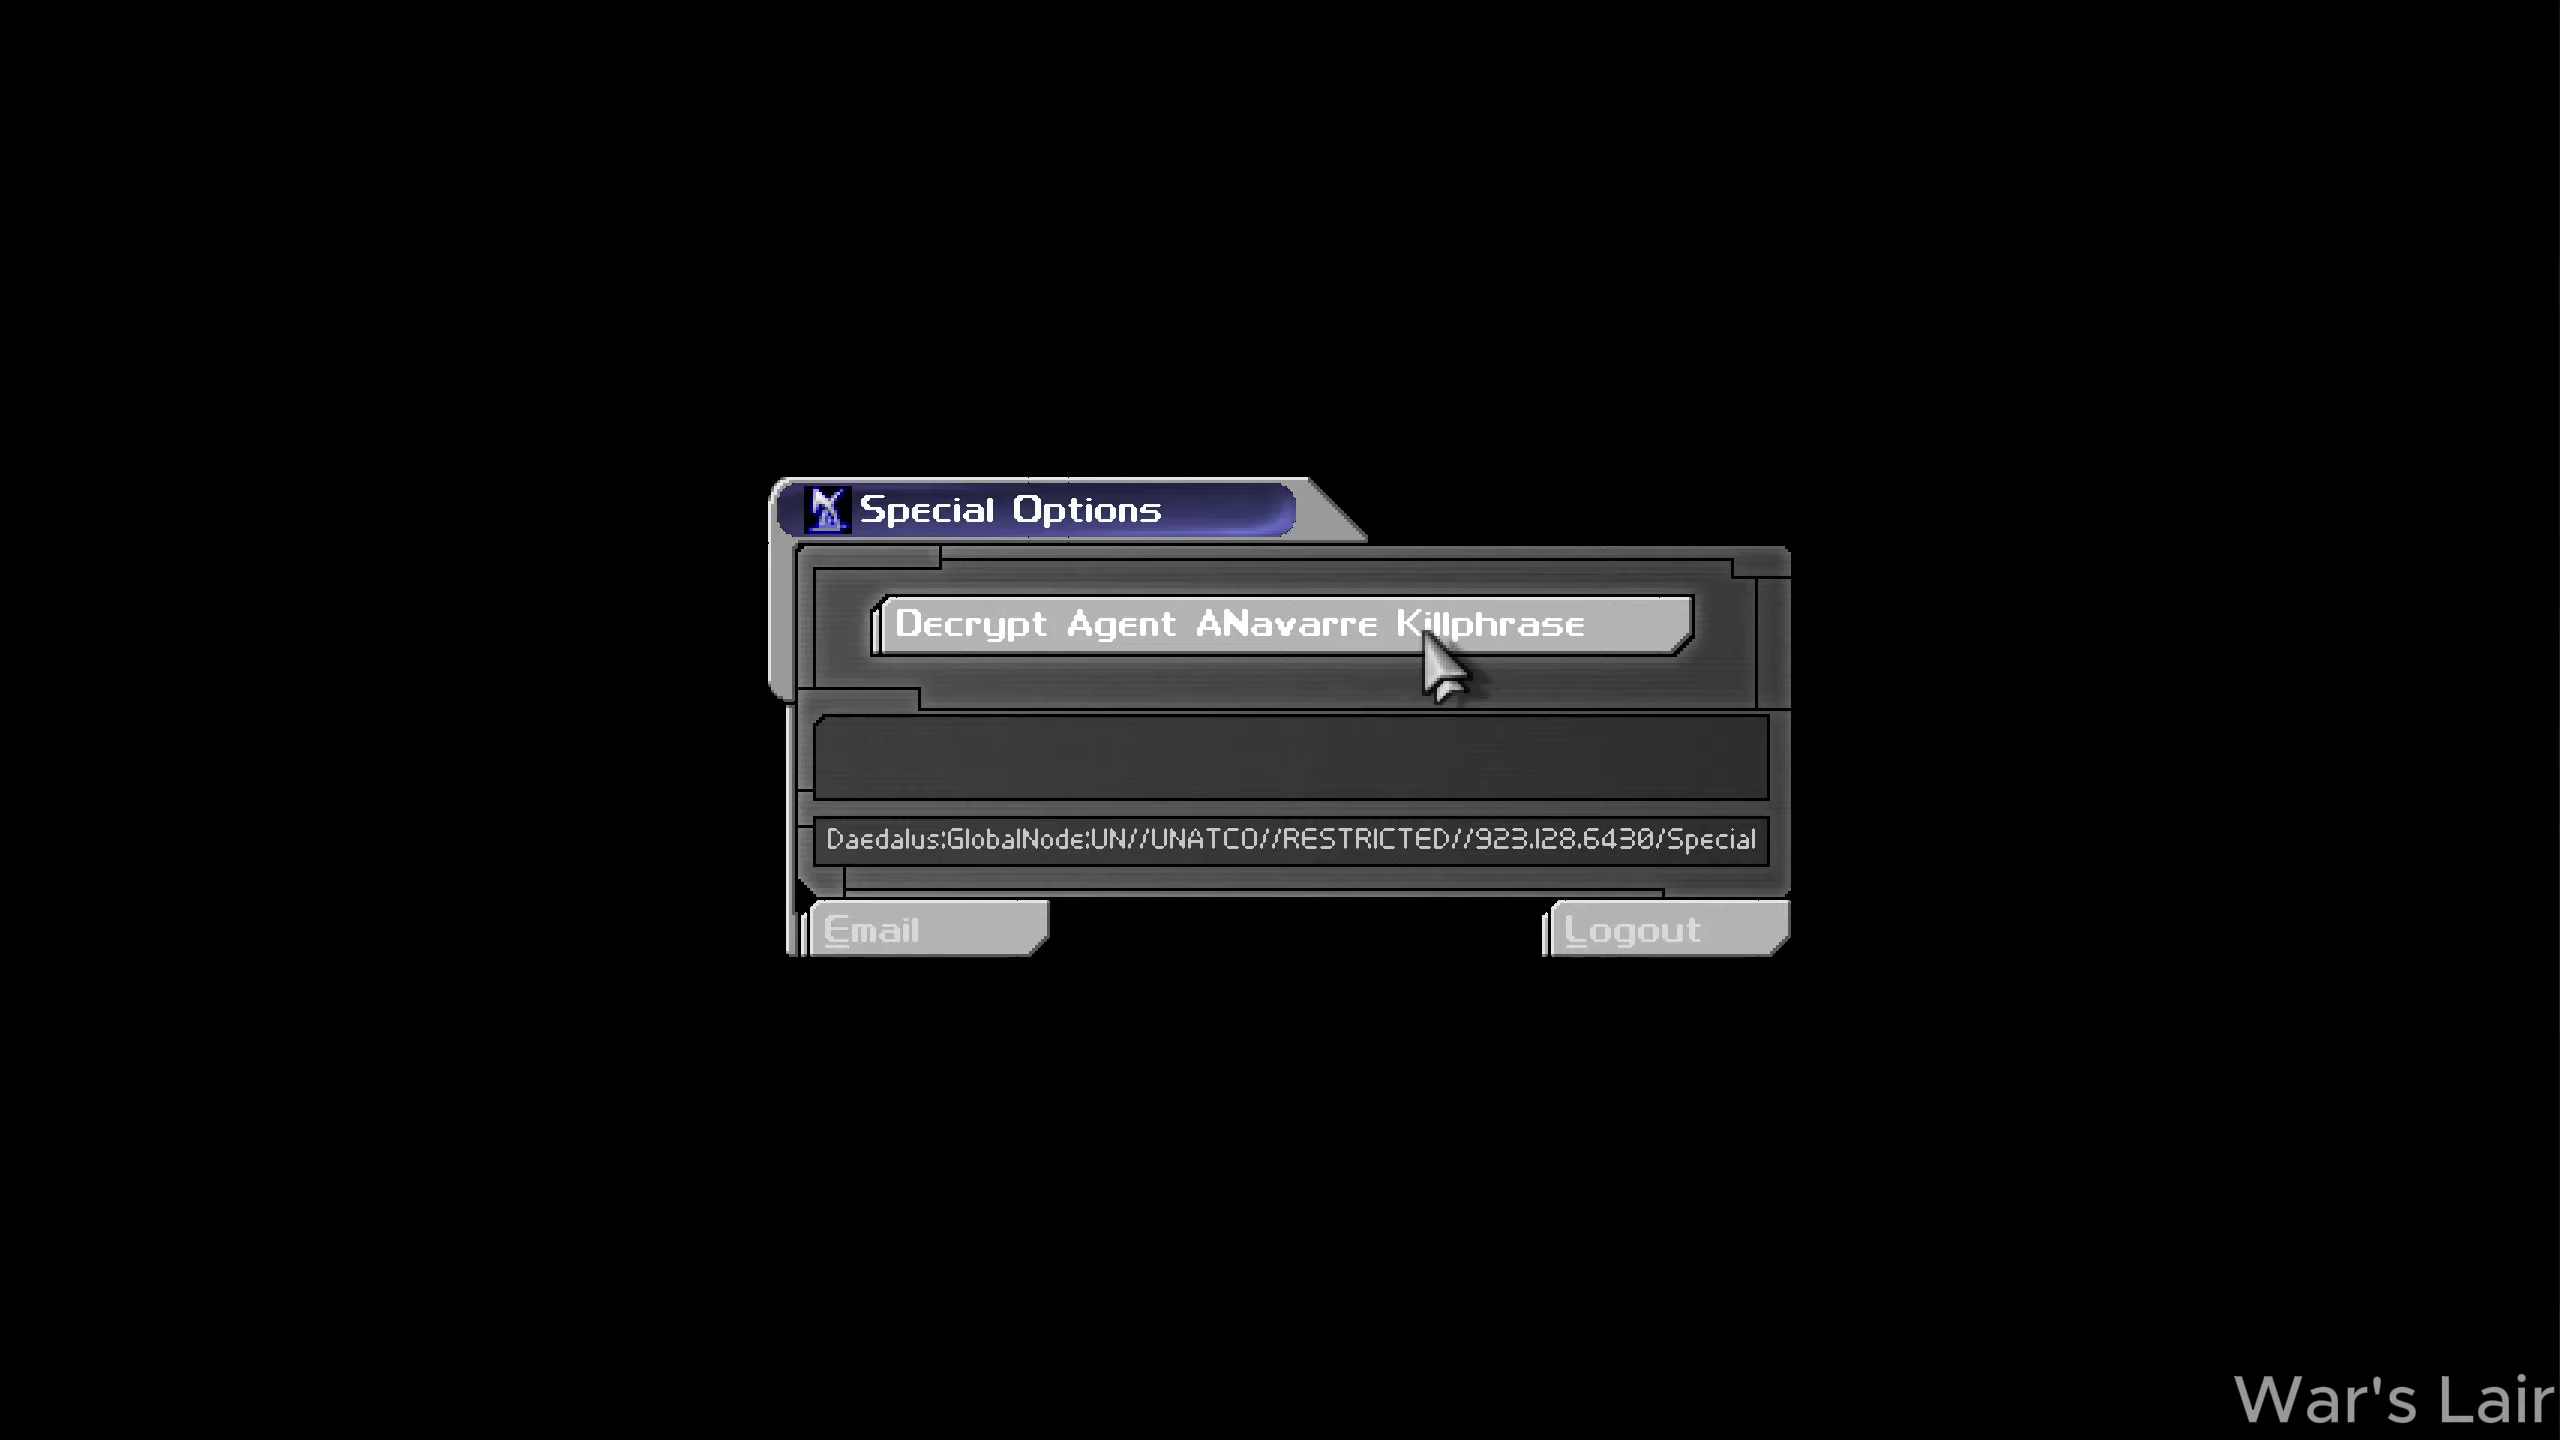 Special Options
Decrypt Agent ANavarre Killphrase
Daedalus:GlobalNode:UN//UNATCO//RESTRICTED//923.128.6430/Special
Email
Logout
War's Lair